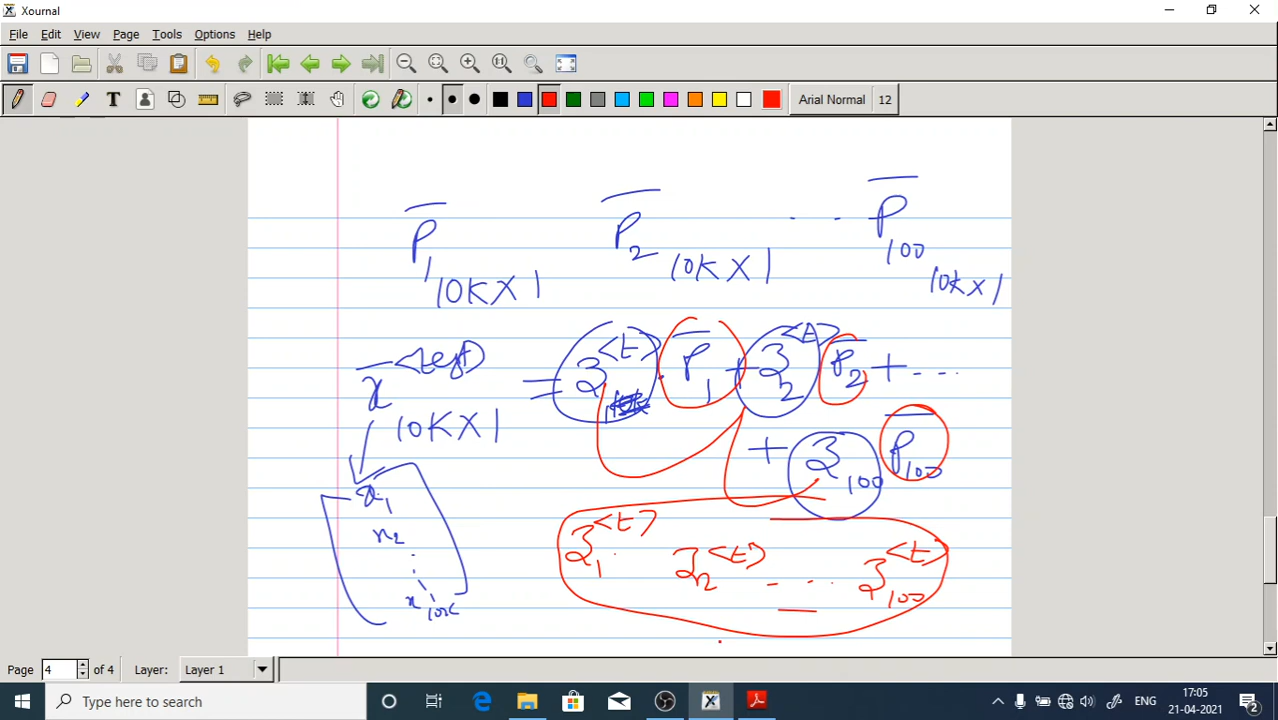 Xournal
File Edit View Page Tools Options Help
Arial Normal 12
P̅₁ 10K×1 P̅₂ 10K×1 .. P̅₁₀₀ 10K×1
x̅<test> 10K×1 = z₁<t> . P̅₁ + z₂<t> P̅₂ + ...
+ z₁₀₀ P̅₁₀₀
x₁
x₂
:
x10K
z₁<t> z₂<t> - ... z₁₀₀<t>
Page 4 of 4 Layer: Layer 1
Type here to search
ENG
17:05
21-04-2021
2